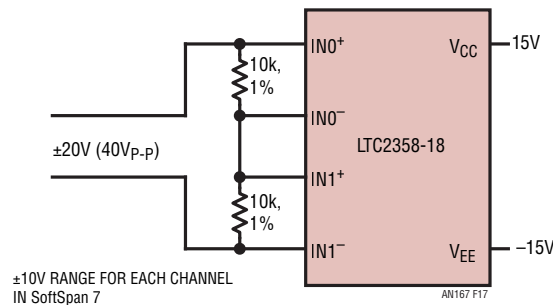 IN0+
VCC
15V
10k,
1%
IN0–
±20V (40VP-P)
LTC2358-18
IN1+
10k,
1%
IN1–
VEE
–15V
±10V RANGE FOR EACH CHANNEL
IN SoftSpan 7
AN167 F17